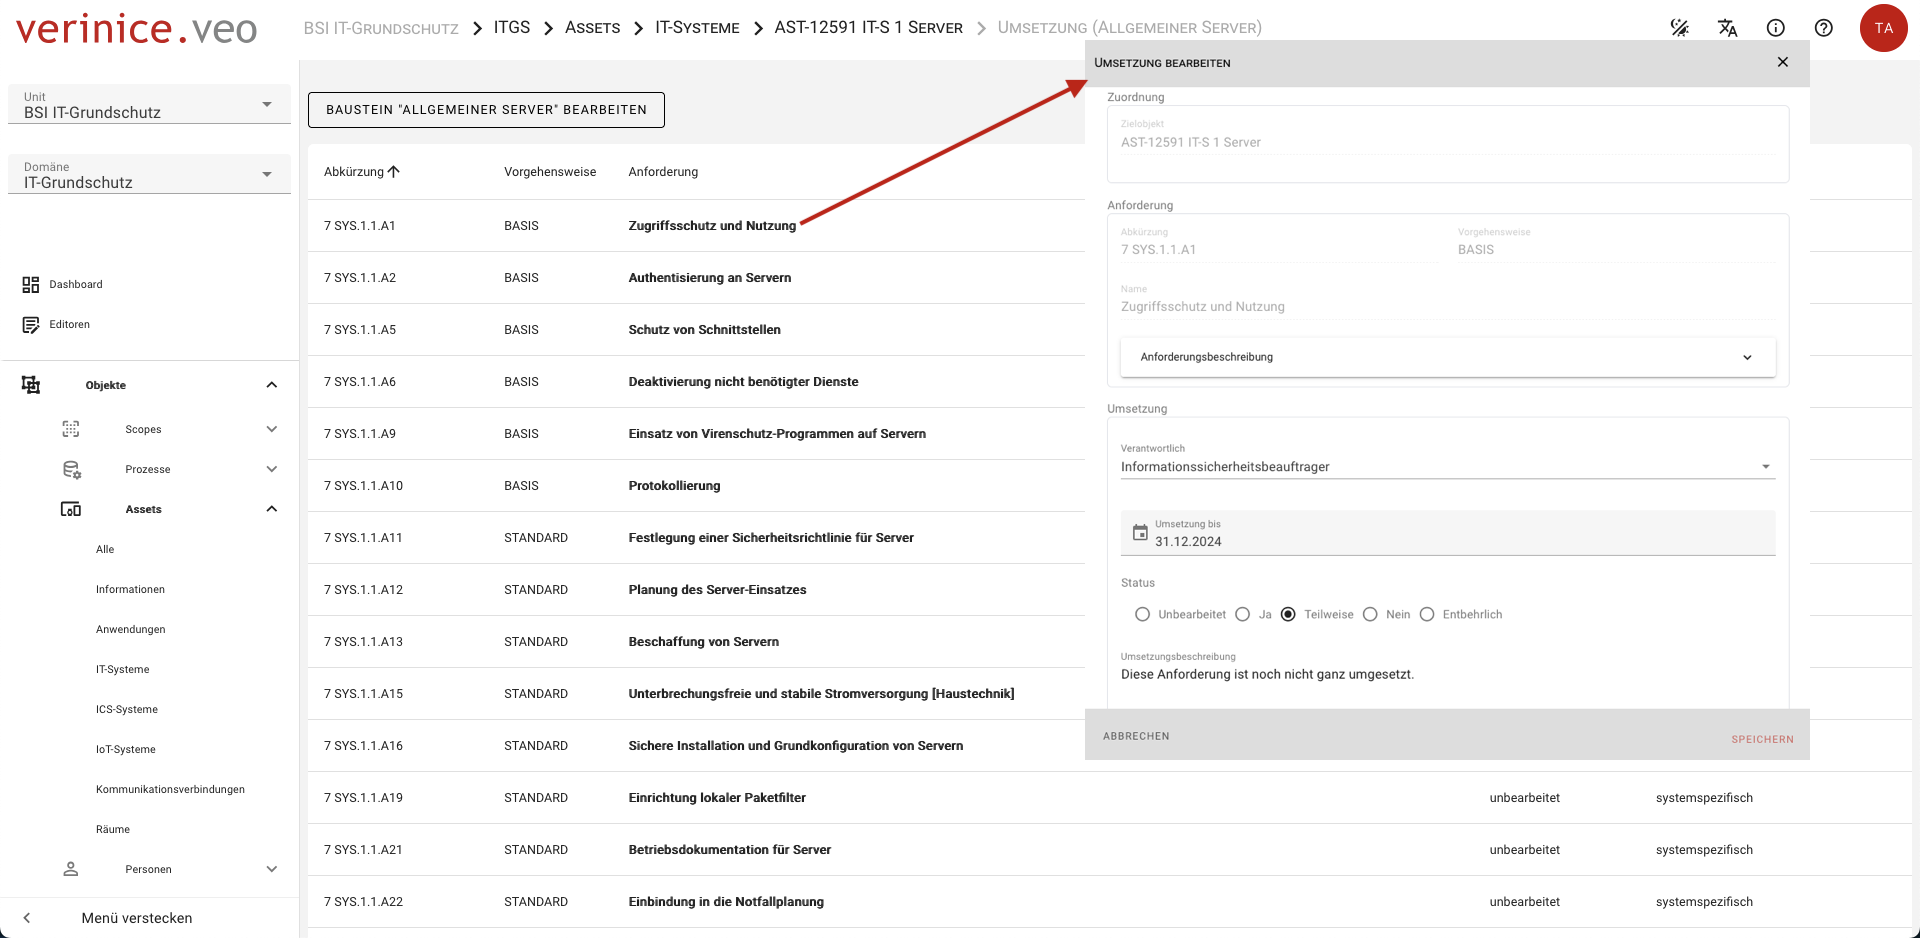 verinice.veo
BSI IT-Grundschutz > ITGS > Assets > IT-Systeme > AST-12591 IT-S 1 Server > Umsetzung (Allgemeiner Server)
TA
Unit
BSI IT-Grundschutz
Domäne
IT-Grundschutz
Dashboard
Editoren
Objekte
Scopes
Prozesse
Assets
Alle
Informationen
Anwendungen
IT-Systeme
ICS-Systeme
IoT-Systeme
Kommunikationsverbindungen
Räume
Personen
Menü verstecken
BAUSTEIN "ALLGEMEINER SERVER" BEARBEITEN
Abkürzung Vorgehensweise Anforderung
7 SYS.1.1.A1 BASIS Zugriffsschutz und Nutzung
7 SYS.1.1.A2 BASIS Authentisierung an Servern
7 SYS.1.1.A5 BASIS Schutz von Schnittstellen
7 SYS.1.1.A6 BASIS Deaktivierung nicht benötigter Dienste
7 SYS.1.1.A9 BASIS Einsatz von Virenschutz-Programmen auf Servern
7 SYS.1.1.A10 BASIS Protokollierung
7 SYS.1.1.A11 STANDARD Festlegung einer Sicherheitsrichtlinie für Server
7 SYS.1.1.A12 STANDARD Planung des Server-Einsatzes
7 SYS.1.1.A13 STANDARD Beschaffung von Servern
7 SYS.1.1.A15 STANDARD Unterbrechungsfreie und stabile Stromversorgung [Haustechnik]
7 SYS.1.1.A16 STANDARD Sichere Installation und Grundkonfiguration von Servern
7 SYS.1.1.A19 STANDARD Einrichtung lokaler Paketfilter unbearbeitet systemspezifisch
7 SYS.1.1.A21 STANDARD Betriebsdokumentation für Server unbearbeitet systemspezifisch
7 SYS.1.1.A22 STANDARD Einbindung in die Notfallplanung unbearbeitet systemspezifisch
Umsetzung bearbeiten
Zuordnung
Zielobjekt
AST-12591 IT-S 1 Server
Anforderung
Abkürzung Vorgehensweise
7 SYS.1.1.A1 BASIS
Name
Zugriffsschutz und Nutzung
Anforderungsbeschreibung
Umsetzung
Verantwortlich
Informationssicherheitsbeauftrager
Umsetzung bis
31.12.2024
Status
Unbearbeitet Ja Teilweise Nein Entbehrlich
Umsetzungsbeschreibung
Diese Anforderung ist noch nicht ganz umgesetzt.
ABBRECHEN SPEICHERN